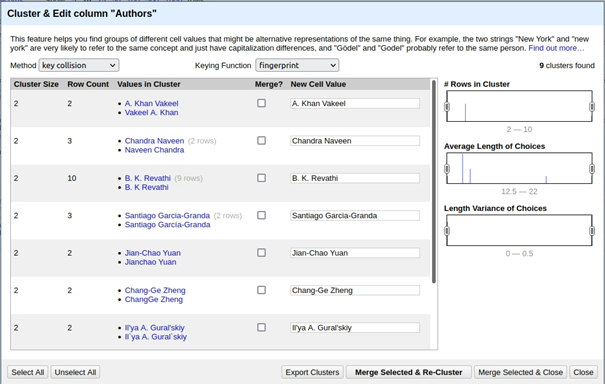 Cluster & Edit column "Authors"
This feature helps you find groups of different cell values that might be alternative representations of the same thing. For example, the two strings "New York" and "new
york" are very likely to refer to the same concept and just have capitalization differences, and "Gödel" and "Godel" probably refer to the same person. Find out more...
Method key collision Keying Function fingerprint 9 clusters found
Cluster Size Row Count Values in Cluster Merge? New Cell Value
2 2 • A. Khan Vakeel A. Khan Vakeel
• Vakeel A. Khan
2 3 • Chandra Naveen (2 rows) Chandra Naveen
• Naveen Chandra
2 10 • B. K. Revathi (9 rows) B. K. Revathi
• B. K Revathi
2 3 • Santiago Garcia-Granda (2 rows) Santiago Garcia-Granda
• Santiago García-Granda
2 2 • Jian-Chao Yuan Jian-Chao Yuan
• Jianchao Yuan
2 2 • Chang-Ge Zheng Chang-Ge Zheng
• ChangGe Zheng
2 2 • Il'ya A. Gural'skiy Il'ya A. Gural'skiy
• Il`ya A. Gural`skiy
# Rows in Cluster
2 — 10
Average Length of Choices
12.5 — 22
Length Variance of Choices
0 — 0.5
Select All Unselect All Export Clusters Merge Selected & Re-Cluster Merge Selected & Close Close